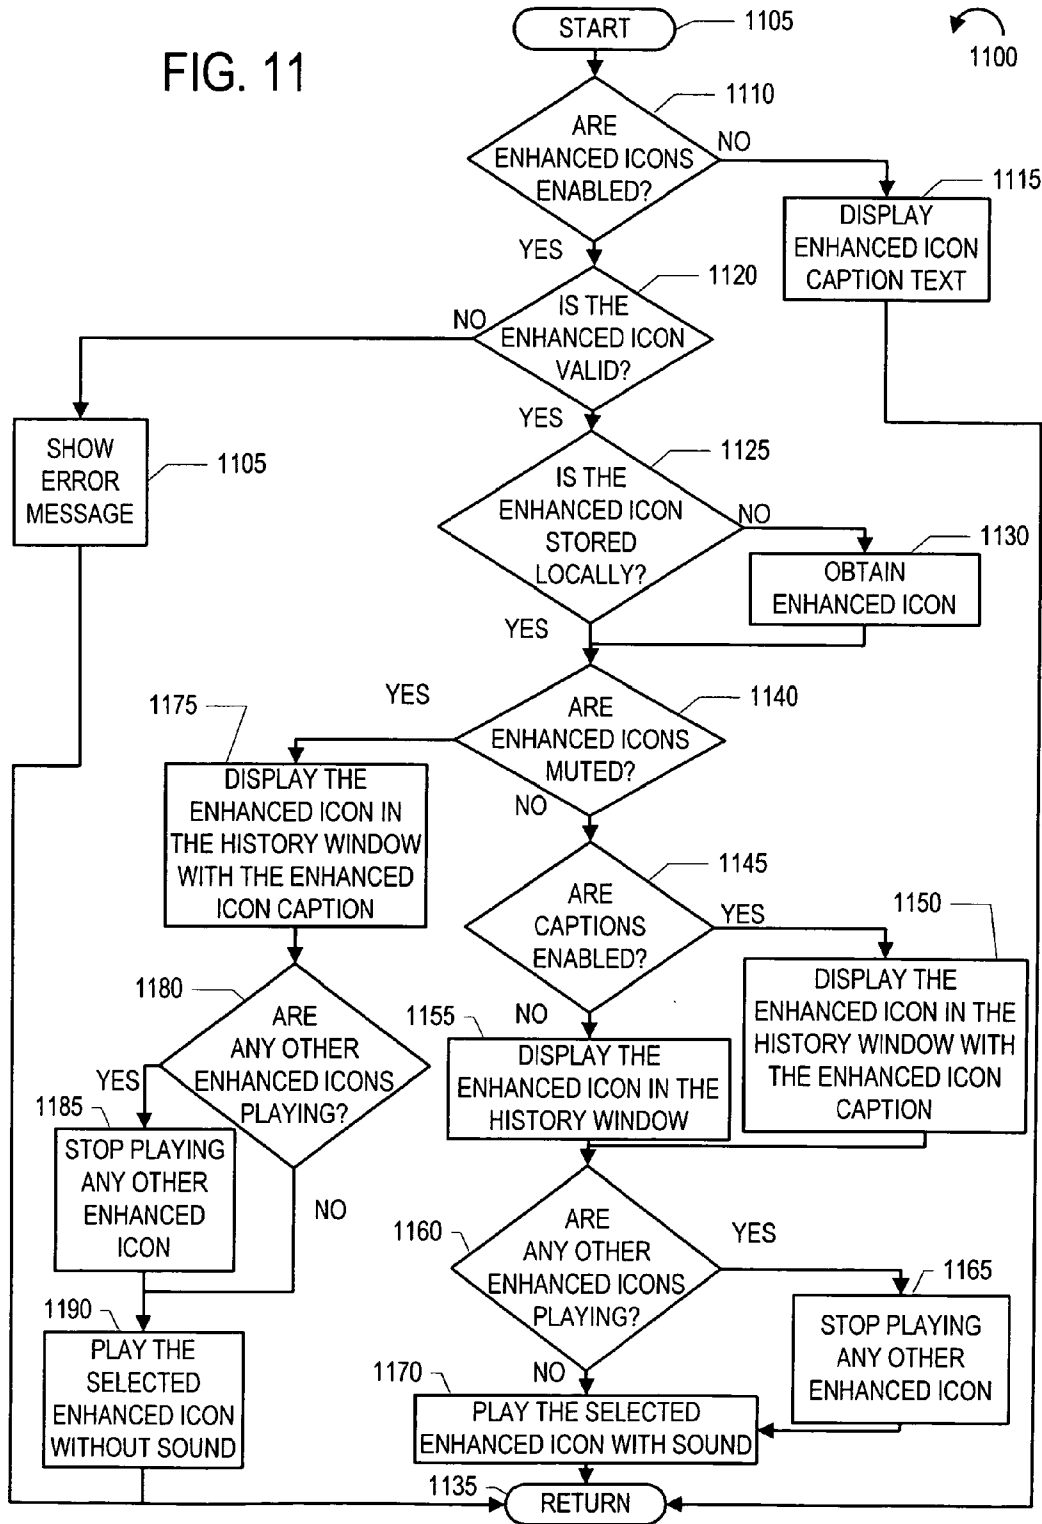 FIG. 11
1100
START
1105
1110
ARE
ENHANCED ICONS
ENABLED?
NO
YES
1115
DISPLAY
ENHANCED ICON
CAPTION TEXT
1120
IS THE
ENHANCED ICON
VALID?
NO
YES
SHOW
ERROR
MESSAGE
1105
1125
IS THE
ENHANCED ICON
STORED
LOCALLY?
NO
YES
1130
OBTAIN
ENHANCED ICON
1140
ARE
ENHANCED ICONS
MUTED?
YES
NO
1175
DISPLAY THE
ENHANCED ICON IN
THE HISTORY WINDOW
WITH THE ENHANCED
ICON CAPTION
1145
ARE
CAPTIONS
ENABLED?
YES
NO
1150
DISPLAY THE
ENHANCED ICON IN THE
HISTORY WINDOW WITH
THE ENHANCED ICON
CAPTION
1155
DISPLAY THE
ENHANCED ICON IN THE
HISTORY WINDOW
1180
ARE
ANY OTHER
ENHANCED ICONS
PLAYING?
YES
NO
1185
STOP PLAYING
ANY OTHER
ENHANCED
ICON
1190
PLAY THE
SELECTED
ENHANCED ICON
WITHOUT SOUND
1160
ARE
ANY OTHER
ENHANCED ICONS
PLAYING?
YES
NO
1165
STOP PLAYING
ANY OTHER
ENHANCED ICON
1170
PLAY THE SELECTED
ENHANCED ICON WITH SOUND
1135
RETURN